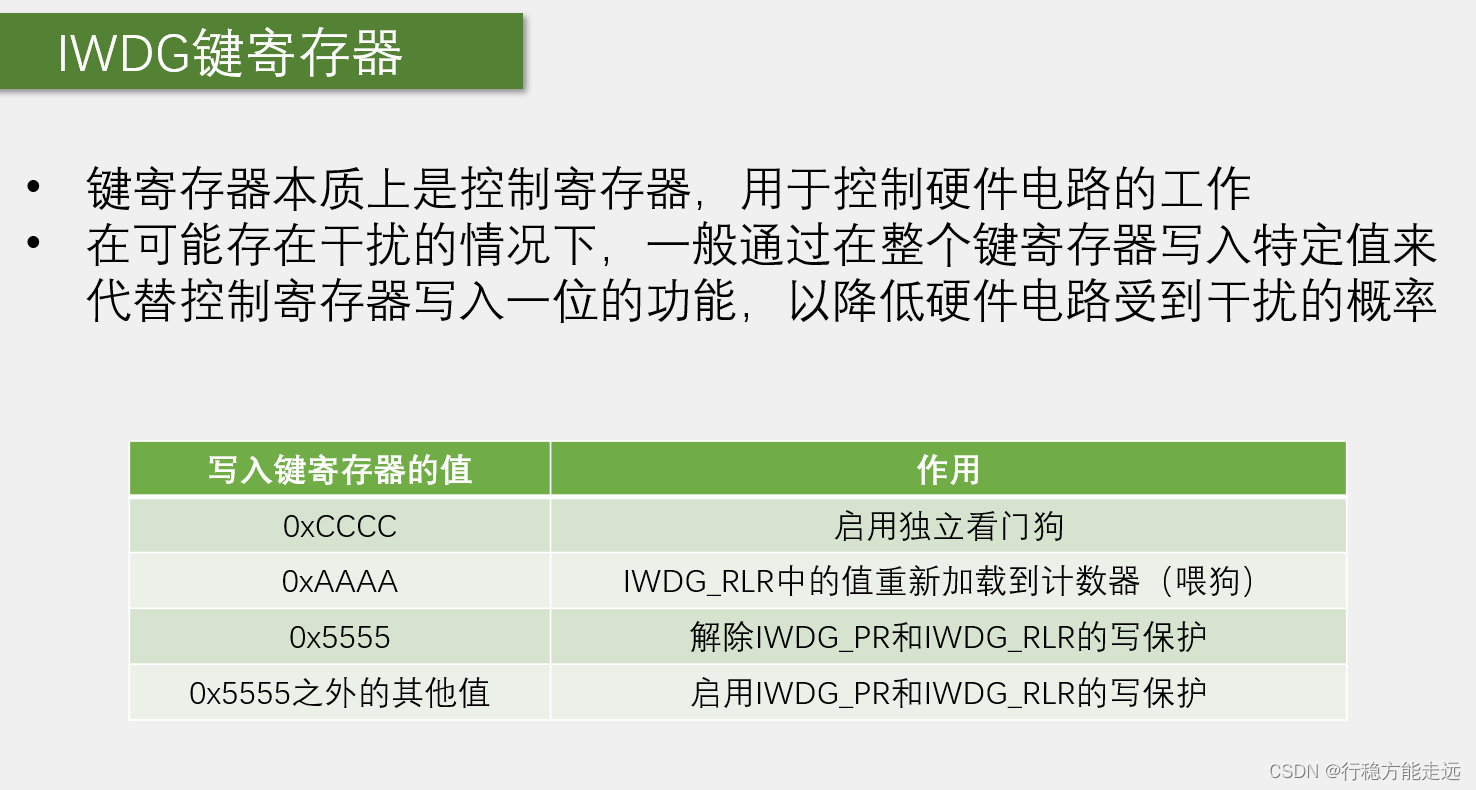 IWDG键寄存器
• 键寄存器本质上是控制寄存器，用于控制硬件电路的工作
• 在可能存在干扰的情况下，一般通过在整个键寄存器写入特定值来
代替控制寄存器写入一位的功能，以降低硬件电路受到干扰的概率
写入键寄存器的值 作用
0xCCCC 启用独立看门狗
0xAAAA IWDG_RLR中的值重新加载到计数器（喂狗）
0x5555 解除IWDG_PR和IWDG_RLR的写保护
0x5555之外的其他值 启用IWDG_PR和IWDG_RLR的写保护
CSDN @行稳方能走远